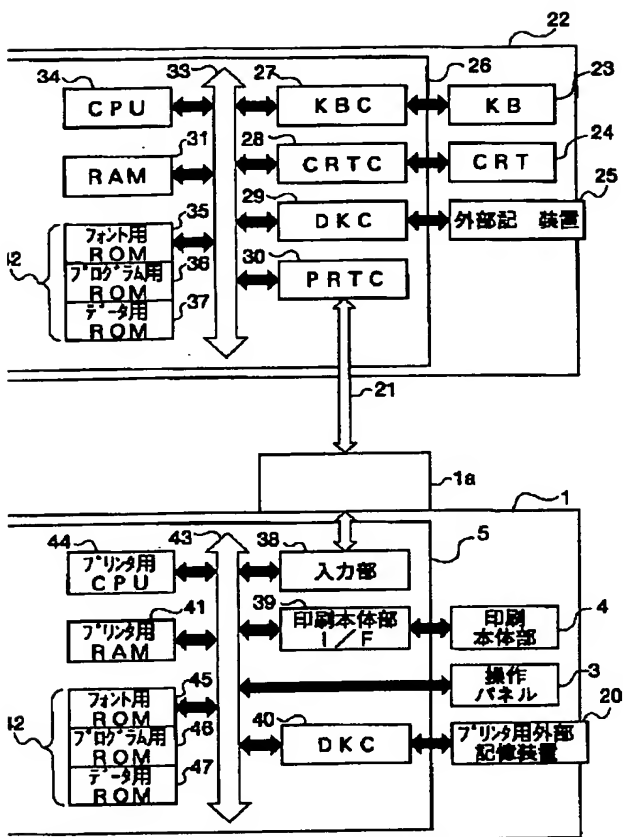 22
34
33
27
26
23
CPU
KBC
KB
31
28
24
RAM
CRTC
CRT
29
25
35
DKC
外部記 装置
フォント用
ROM
36
30
プログラム用
ROM
37
PRTC
データ用
ROM
21
1a
1
44
43
38
5
プリンタ用
CPU
入力部
39
41
4
印刷本体部
I/F
印刷
本体部
プリンタ用
RAM
3
操作
パネル
45
40
20
フォント用
ROM
46
DKC
プリンタ用外部
記憶装置
プログラム用
ROM
47
データ用
ROM